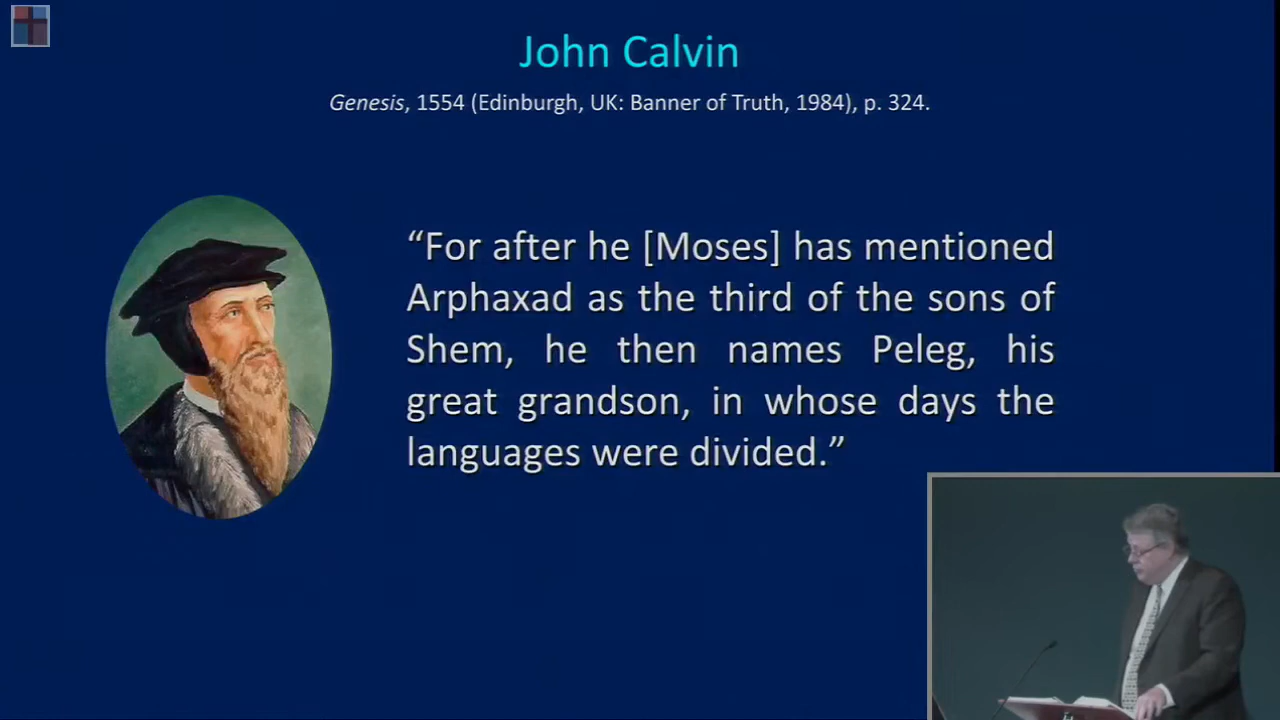 John Calvin
Genesis, 1554 (Edinburgh, UK: Banner of Truth, 1984), p. 324.
“For after he [Moses] has mentioned
Arphaxad as the third of the sons of
Shem, he then names Peleg, his
great grandson, in whose days the
languages were divided.”